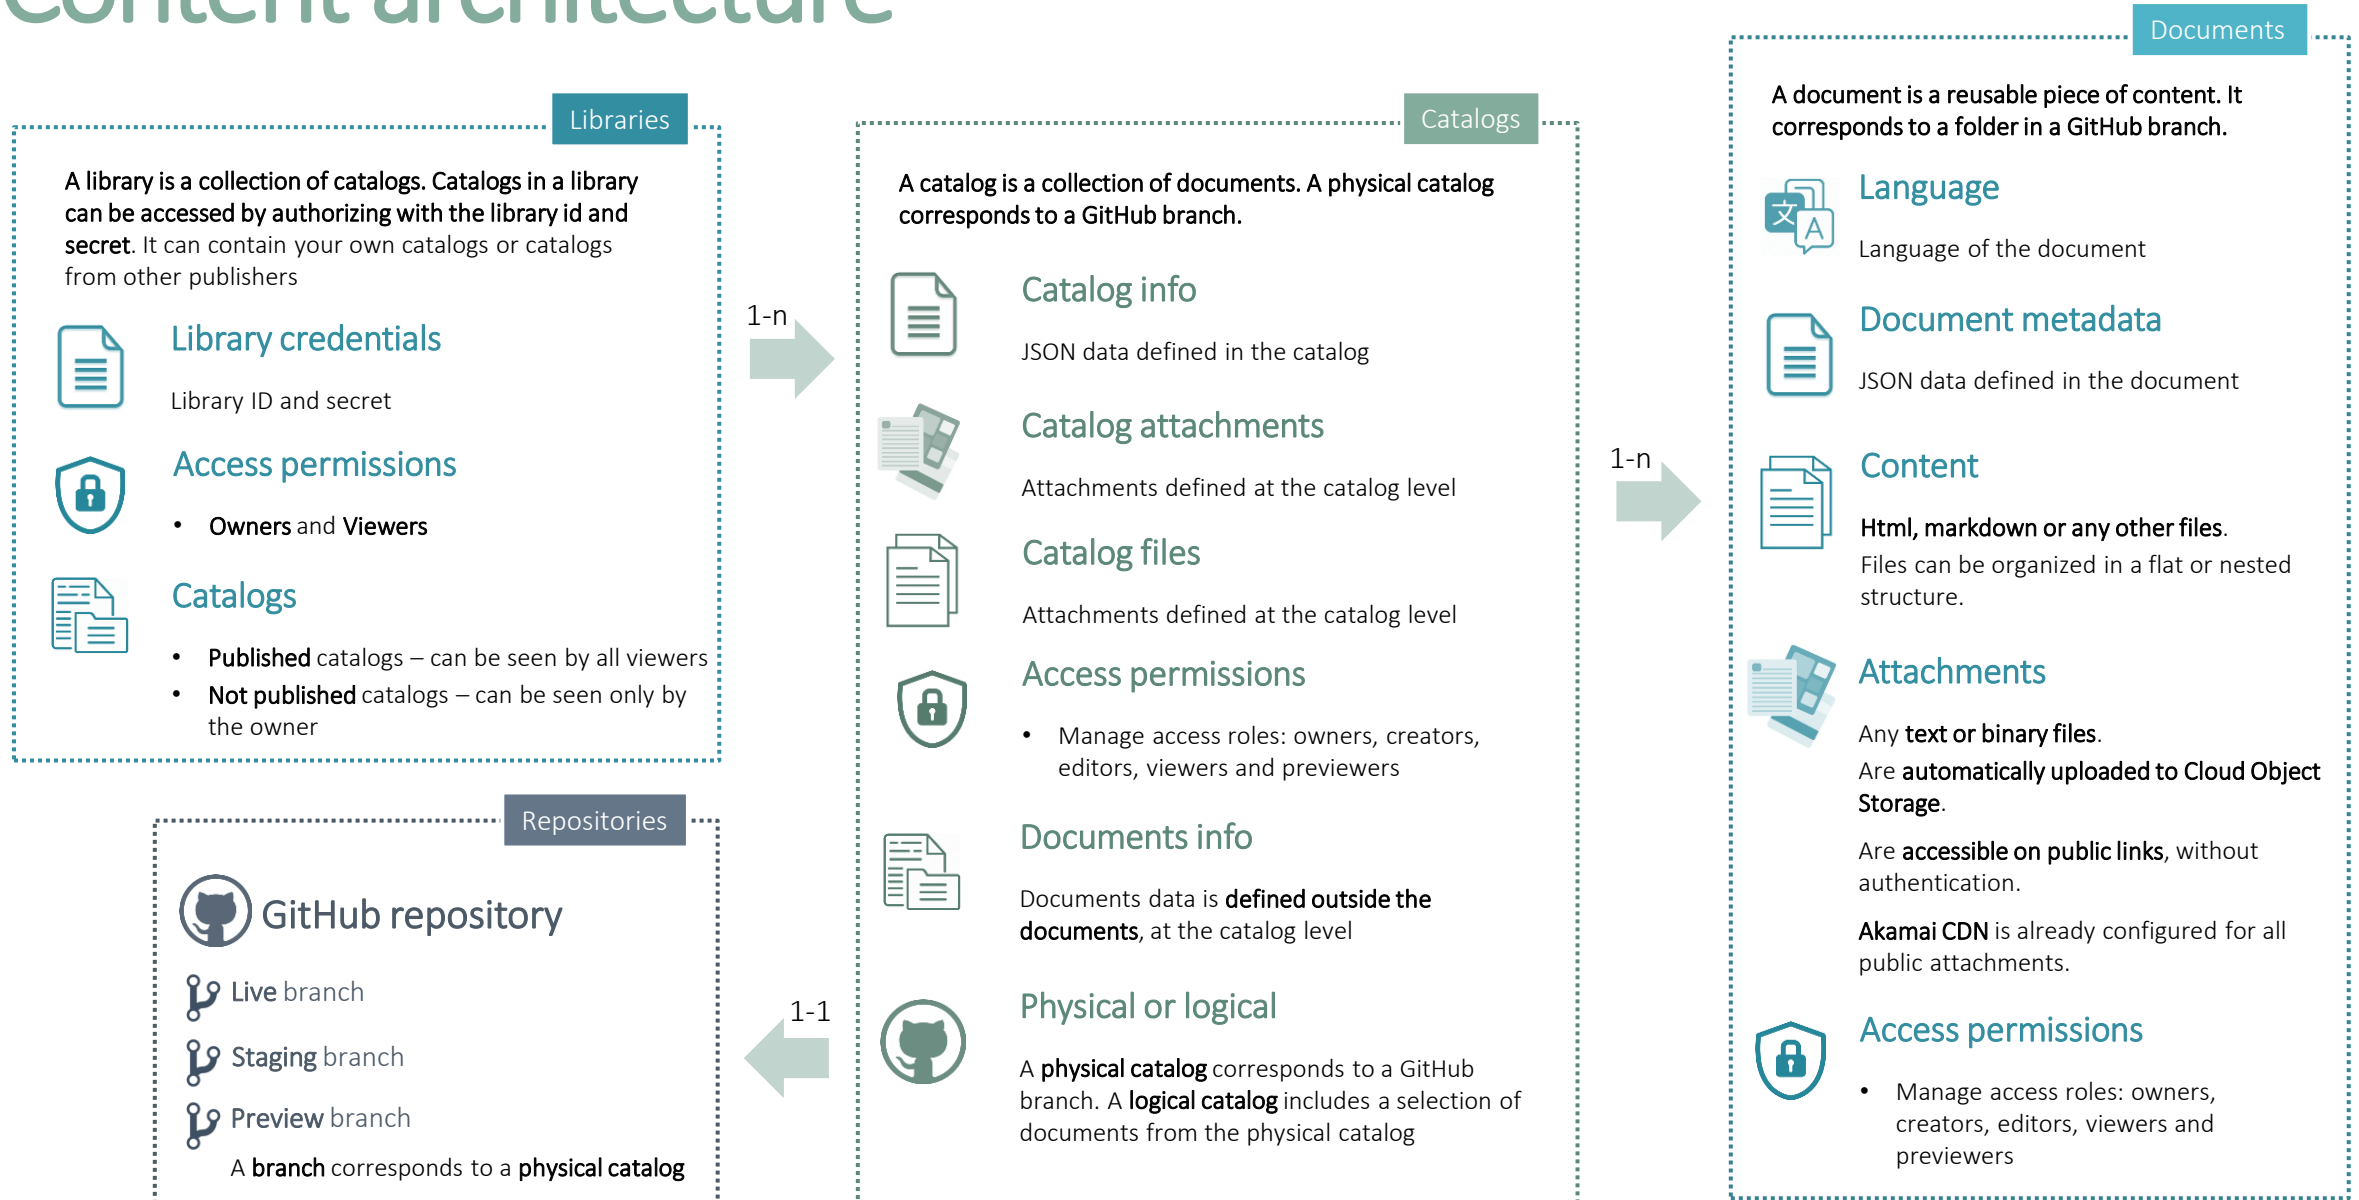 Content architecture
Libraries
A library is a collection of catalogs. Catalogs in a library
can be accessed by authorizing with the library id and
secret. It can contain your own catalogs or catalogs
from other publishers
Library credentials
Library ID and secret
Access permissions
• Owners and Viewers
Catalogs
• Published catalogs – can be seen by all viewers
• Not published catalogs – can be seen only by
the owner
Repositories
GitHub repository
Live branch
Staging branch
Preview branch
A branch corresponds to a physical catalog
1-n
1-1
Catalogs
A catalog is a collection of documents. A physical catalog
corresponds to a GitHub branch.
Catalog info
JSON data defined in the catalog
Catalog attachments
Attachments defined at the catalog level
Catalog files
Attachments defined at the catalog level
Access permissions
• Manage access roles: owners, creators,
editors, viewers and previewers
Documents info
Documents data is defined outside the
documents, at the catalog level
Physical or logical
A physical catalog corresponds to a GitHub
branch. A logical catalog includes a selection of
documents from the physical catalog
1-n
Documents
A document is a reusable piece of content. It
corresponds to a folder in a GitHub branch.
文 A
Language
Language of the document
Document metadata
JSON data defined in the document
Content
Html, markdown or any other files.
Files can be organized in a flat or nested
structure.
Attachments
Any text or binary files.
Are automatically uploaded to Cloud Object
Storage.
Are accessible on public links, without
authentication.
Akamai CDN is already configured for all
public attachments.
Access permissions
• Manage access roles: owners,
creators, editors, viewers and
previewers